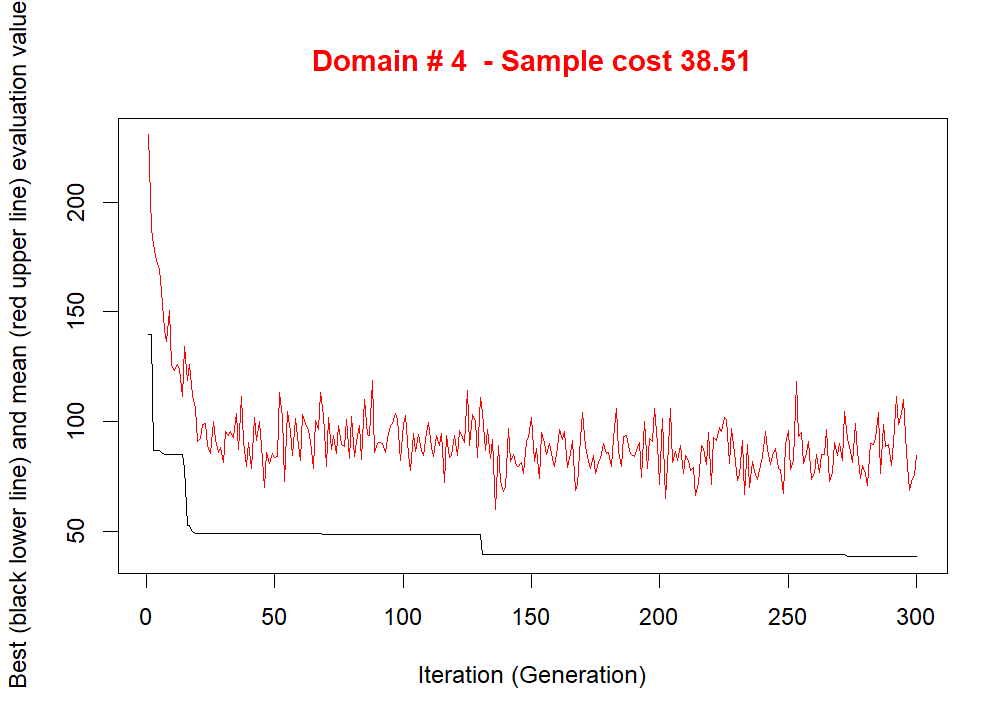 Domain # 4  - Sample cost 38.51
Best (black lower line) and mean (red upper line) evaluation value
200
150
100
50
0 50 100 150 200 250 300
Iteration (Generation)